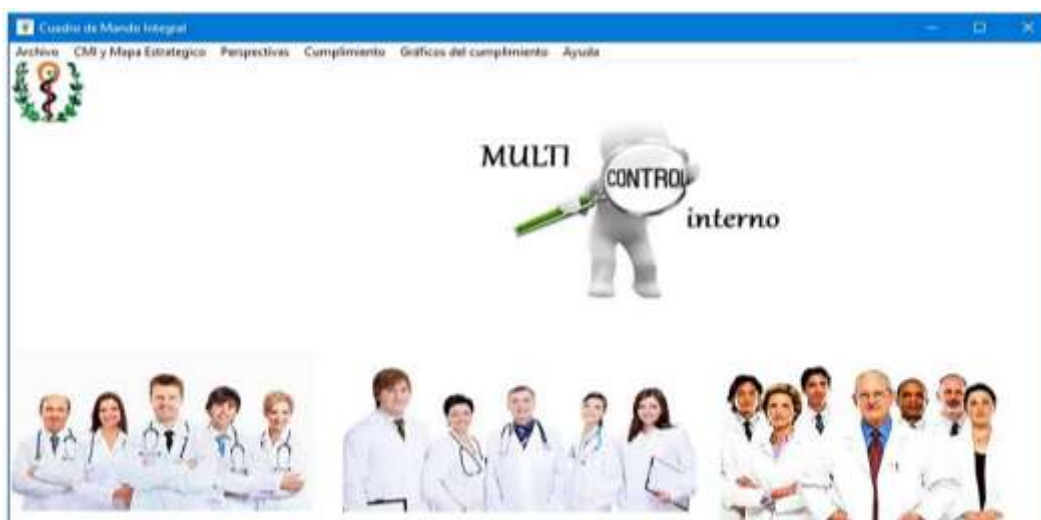 Cuadro de Mando Integral
Archivo CMI y Mapa Estrategico Perspectivas Cumplimiento Gráficos del cumplimiento Ayuda
MULTI
CONTROL
interno